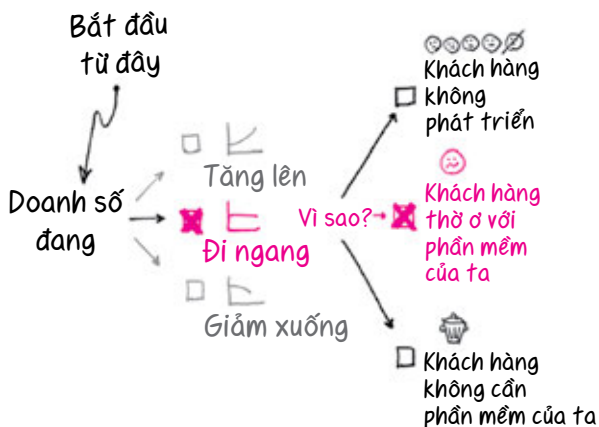 Bắt đầu
từ đây
Doanh số
đang
Tăng lên
Đi ngang
Giảm xuống
Vì sao?
Khách hàng
không
phát triển
Khách hàng
thờ ơ với
phần mềm
của ta
Khách hàng
không cần
phần mềm của ta